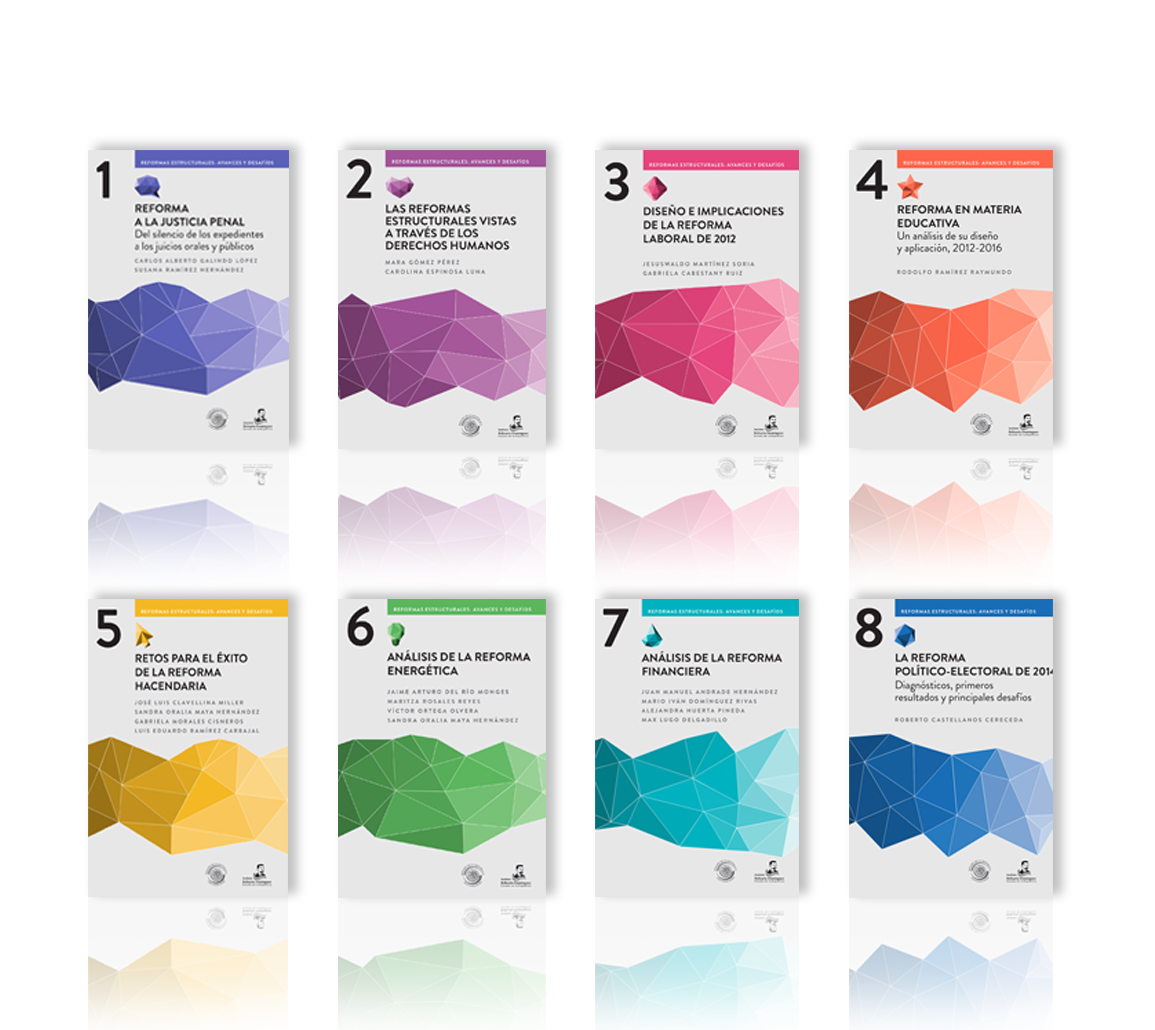 1
REFORMAS ESTRUCTURALES: AVANCES Y DESAFÍOS
REFORMA
A LA JUSTICIA PENAL
Del silencio de los expedientes
a los juicios orales y públicos
CARLOS ALBERTO GALINDO LÓPEZ
SUSANA RAMÍREZ HERNÁNDEZ
2
REFORMAS ESTRUCTURALES: AVANCES Y DESAFÍOS
LAS REFORMAS
ESTRUCTURALES VISTAS
A TRAVÉS DE LOS
DERECHOS HUMANOS
MARA GÓMEZ PÉREZ
CAROLINA ESPINOSA LUNA
3
REFORMAS ESTRUCTURALES: AVANCES Y DESAFÍOS
DISEÑO E IMPLICACIONES
DE LA REFORMA
LABORAL DE 2012
JESUSWALDO MARTÍNEZ SORIA
GABRIELA CABESTANY RUIZ
4
REFORMAS ESTRUCTURALES: AVANCES Y DESAFÍOS
REFORMA EN MATERIA
EDUCATIVA
Un análisis de su diseño
y aplicación, 2012-2016
RODOLFO RAMÍREZ RAYMUNDO
5
REFORMAS ESTRUCTURALES: AVANCES Y DESAFÍOS
RETOS PARA EL ÉXITO
DE LA REFORMA
HACENDARIA
JOSÉ LUIS CLAVELLINA MILLER
SANDRA ORALIA MAYA HERNÁNDEZ
GABRIELA MORALES CISNEROS
LUIS EDUARDO RAMÍREZ CARBAJAL
6
REFORMAS ESTRUCTURALES: AVANCES Y DESAFÍOS
ANÁLISIS DE LA REFORMA
ENERGÉTICA
JAIME ARTURO DEL RÍO MONGES
MARITZA ROSALES REYES
VÍCTOR ORTEGA OLVERA
SANDRA ORALIA MAYA HERNÁNDEZ
7
REFORMAS ESTRUCTURALES: AVANCES Y DESAFÍOS
ANÁLISIS DE LA REFORMA
FINANCIERA
JUAN MANUEL ANDRADE HERNÁNDEZ
MARIO IVÁN DOMÍNGUEZ RIVAS
ALEJANDRA HUERTA PINEDA
MAX LUGO DELGADILLO
8
REFORMAS ESTRUCTURALES: AVANCES Y DESAFÍOS
LA REFORMA
POLÍTICO-ELECTORAL DE 2014
Diagnósticos, primeros
resultados y principales desafíos
ROBERTO CASTELLANOS CERECEDA